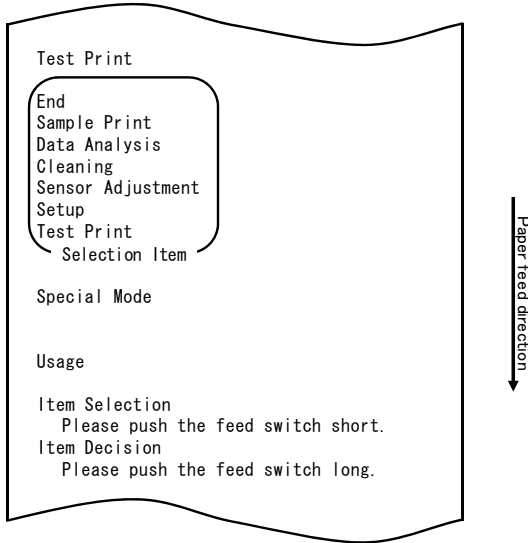 Test Print
End
Sample Print
Data Analysis
Cleaning
Sensor Adjustment
Setup
Test Print
Selection Item
Special Mode
Usage
Item Selection
Please push the feed switch short.
Item Decision
Please push the feed switch long.
Paper feed direction